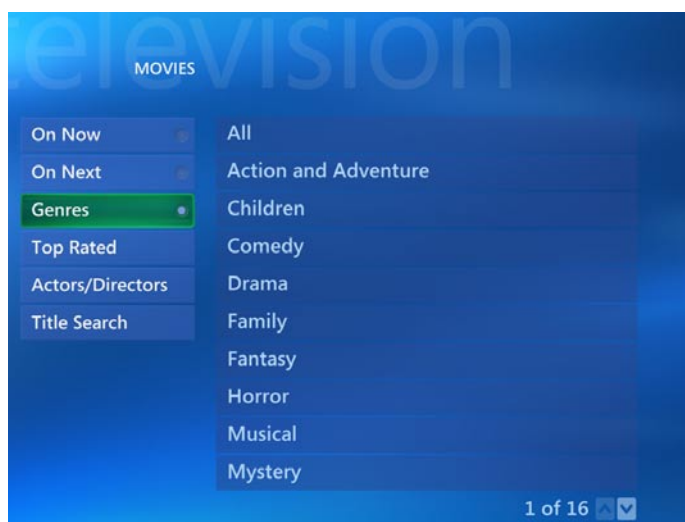 television
MOVIES
On Now
On Next
Genres
Top Rated
Actors/Directors
Title Search
All
Action and Adventure
Children
Comedy
Drama
Family
Fantasy
Horror
Musical
Mystery
1 of 16